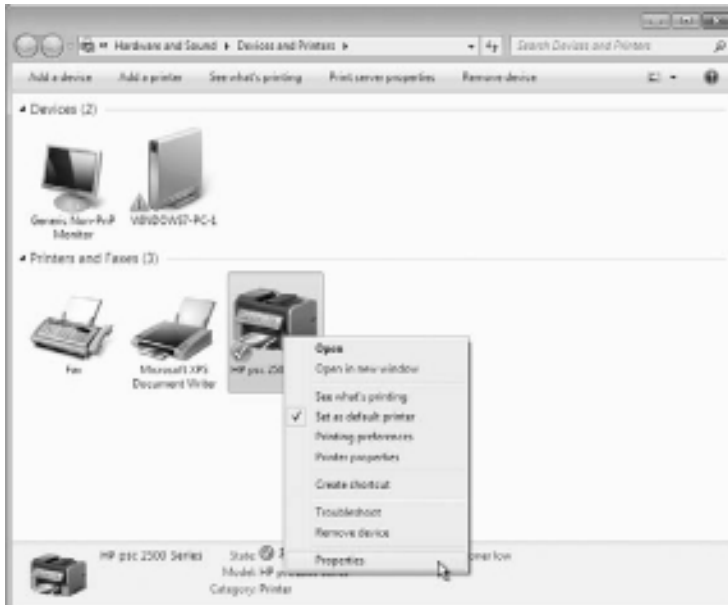 Hardware and Sound ▸ Devices and Printers ▸
Search Devices and Printers
Add a device Add a printer See what's printing Print server properties Remove device
Devices (2)
Generic Non-PnP
Monitor
WINDOWS7-PC-1
Printers and Faxes (3)
Fax
Microsoft XPS
Document Writer
HP psc
Open
Open in new window
See what's printing
Set as default printer
Printing preferences
Printer properties
Create shortcut
Troubleshoot
Remove device
Properties
HP psc 2500 Series
State:
Model: HP
Category: Printer